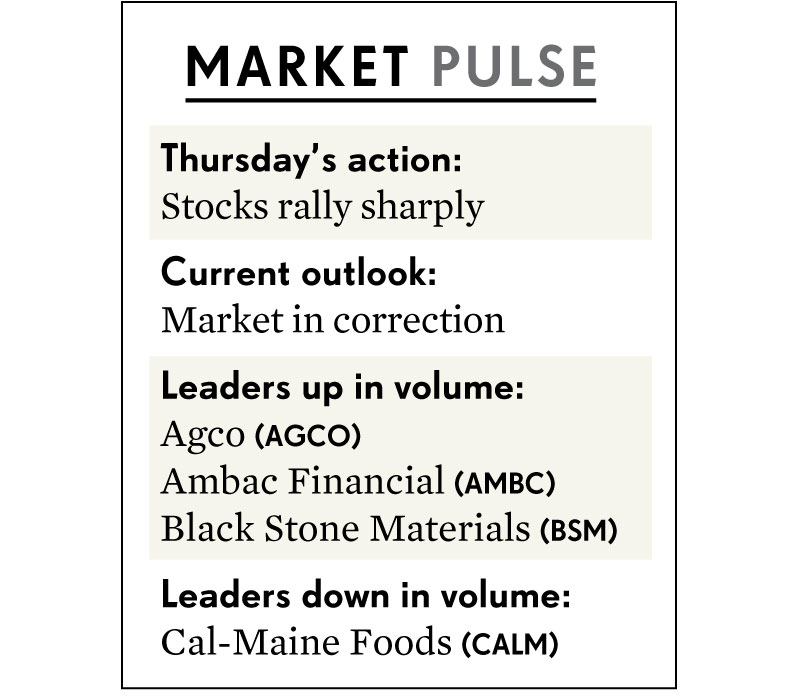 MARKET PULSE
Thursday's action:
Stocks rally sharply
Current outlook:
Market in correction
Leaders up in volume:
Agco (AGCO)
Ambac Financial (AMBC)
Black Stone Materials (BSM)
Leaders down in volume:
Cal-Maine Foods (CALM)